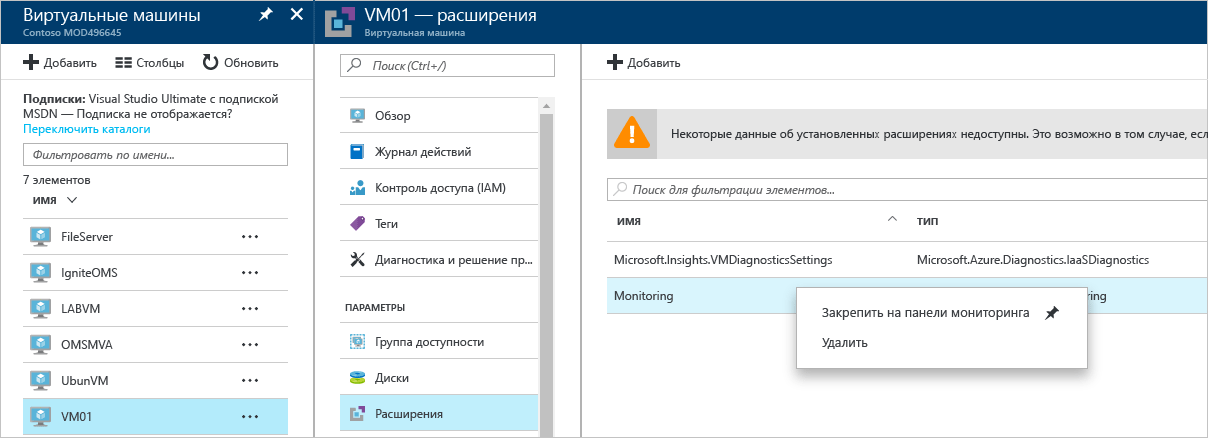 Виртуальные машины
Contoso MOD496645
Добавить
Столбцы
Обновить
Подписки: Visual Studio Ultimate с подпиской
MSDN — Подписка не отображается?
Переключить каталоги
Фильтровать по имени...
7 элементов
ИМЯ
FileServer
IgniteOMS
LABVM
OMSMVA
UbunVM
VM01
VM01 — расширения
Виртуальная машина
Поиск (Ctrl+/)
Обзор
Журнал действий
Контроль доступа (IAM)
Теги
Диагностика и решение пр...
ПАРАМЕТРЫ
Группа доступности
Диски
Расширения
Добавить
Некоторые данные об установленных расширениях недоступны. Это возможно в том случае, есл
Поиск для фильтрации элементов...
ИМЯ
ТИП
Microsoft.Insights.VMDiagnosticsSettings
Microsoft.Azure.Diagnostics.IaaSDiagnostics
Monitoring
ring
Закрепить на панели мониторинга
Удалить